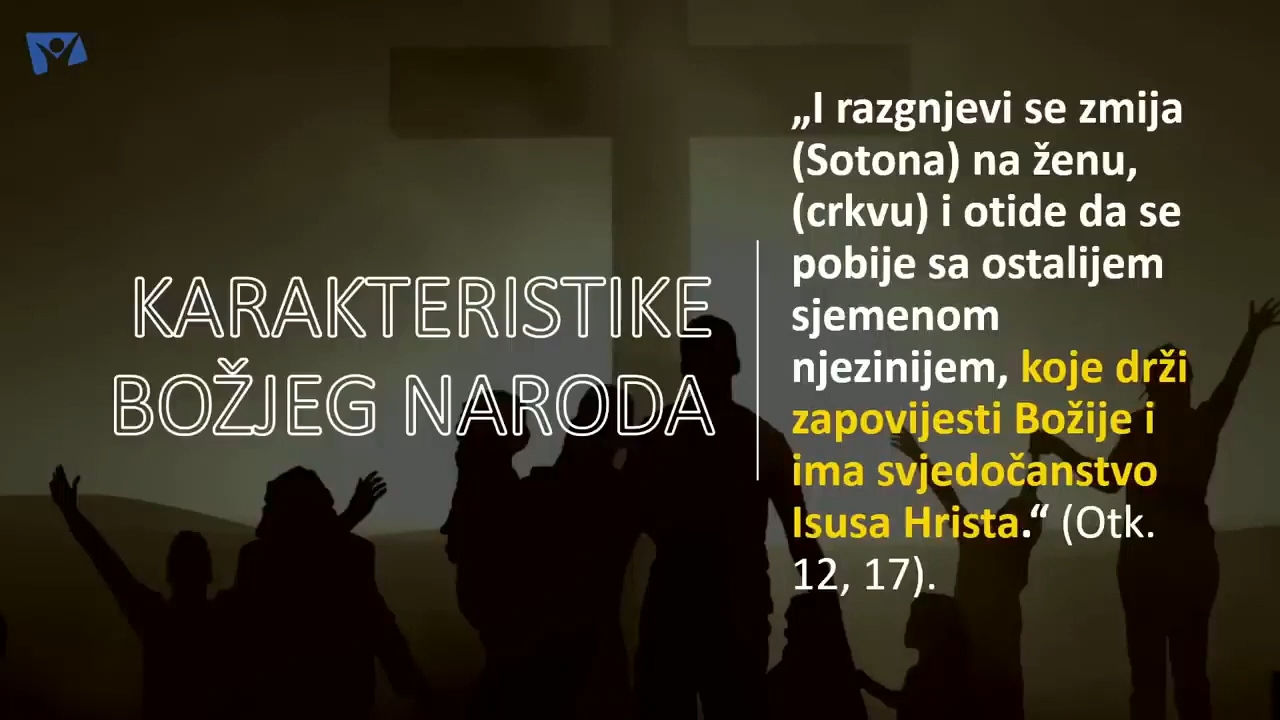 KARAKTERISTIKE
BOŽJEG NARODA
„I razgnjevi se zmija
(Sotona) na ženu,
(crkvu) i otide da se
pobije sa ostalijem
sjemenom
njezinijem, koje drži
zapovijesti Božije i
ima svjedočanstvo
Isusa Hrista.“ (Otk.
12, 17).